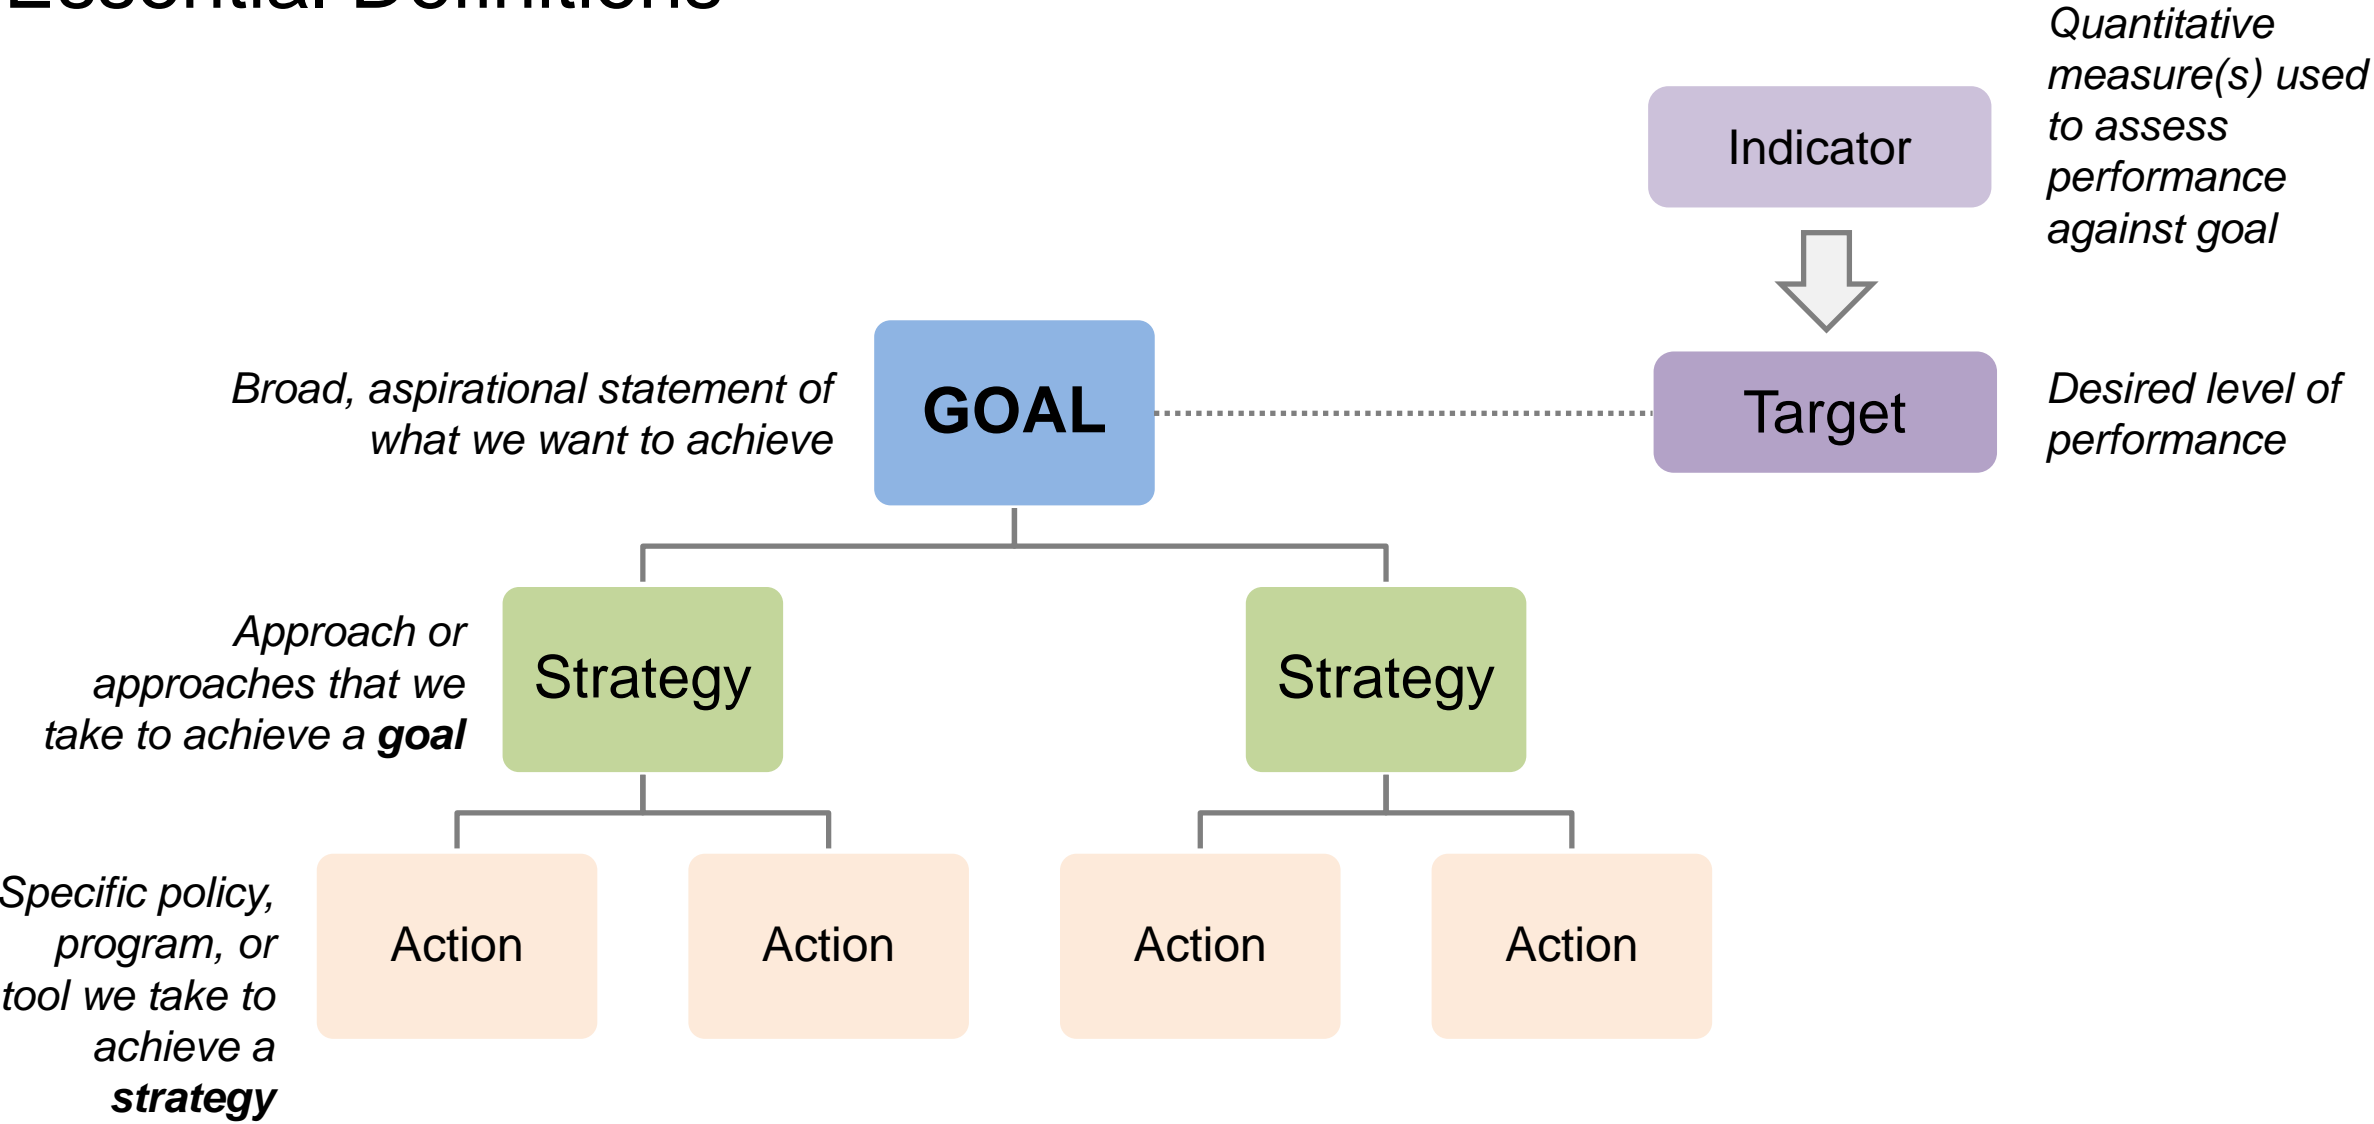 Essential Definitions
Quantitative
measure(s) used
to assess
performance
against goal
Indicator
Broad, aspirational statement of
what we want to achieve
GOAL
Target
Desired level of
performance
Approach or
approaches that we
take to achieve a goal
Strategy
Strategy
Specific policy,
program, or
tool we take to
achieve a
strategy
Action
Action
Action
Action